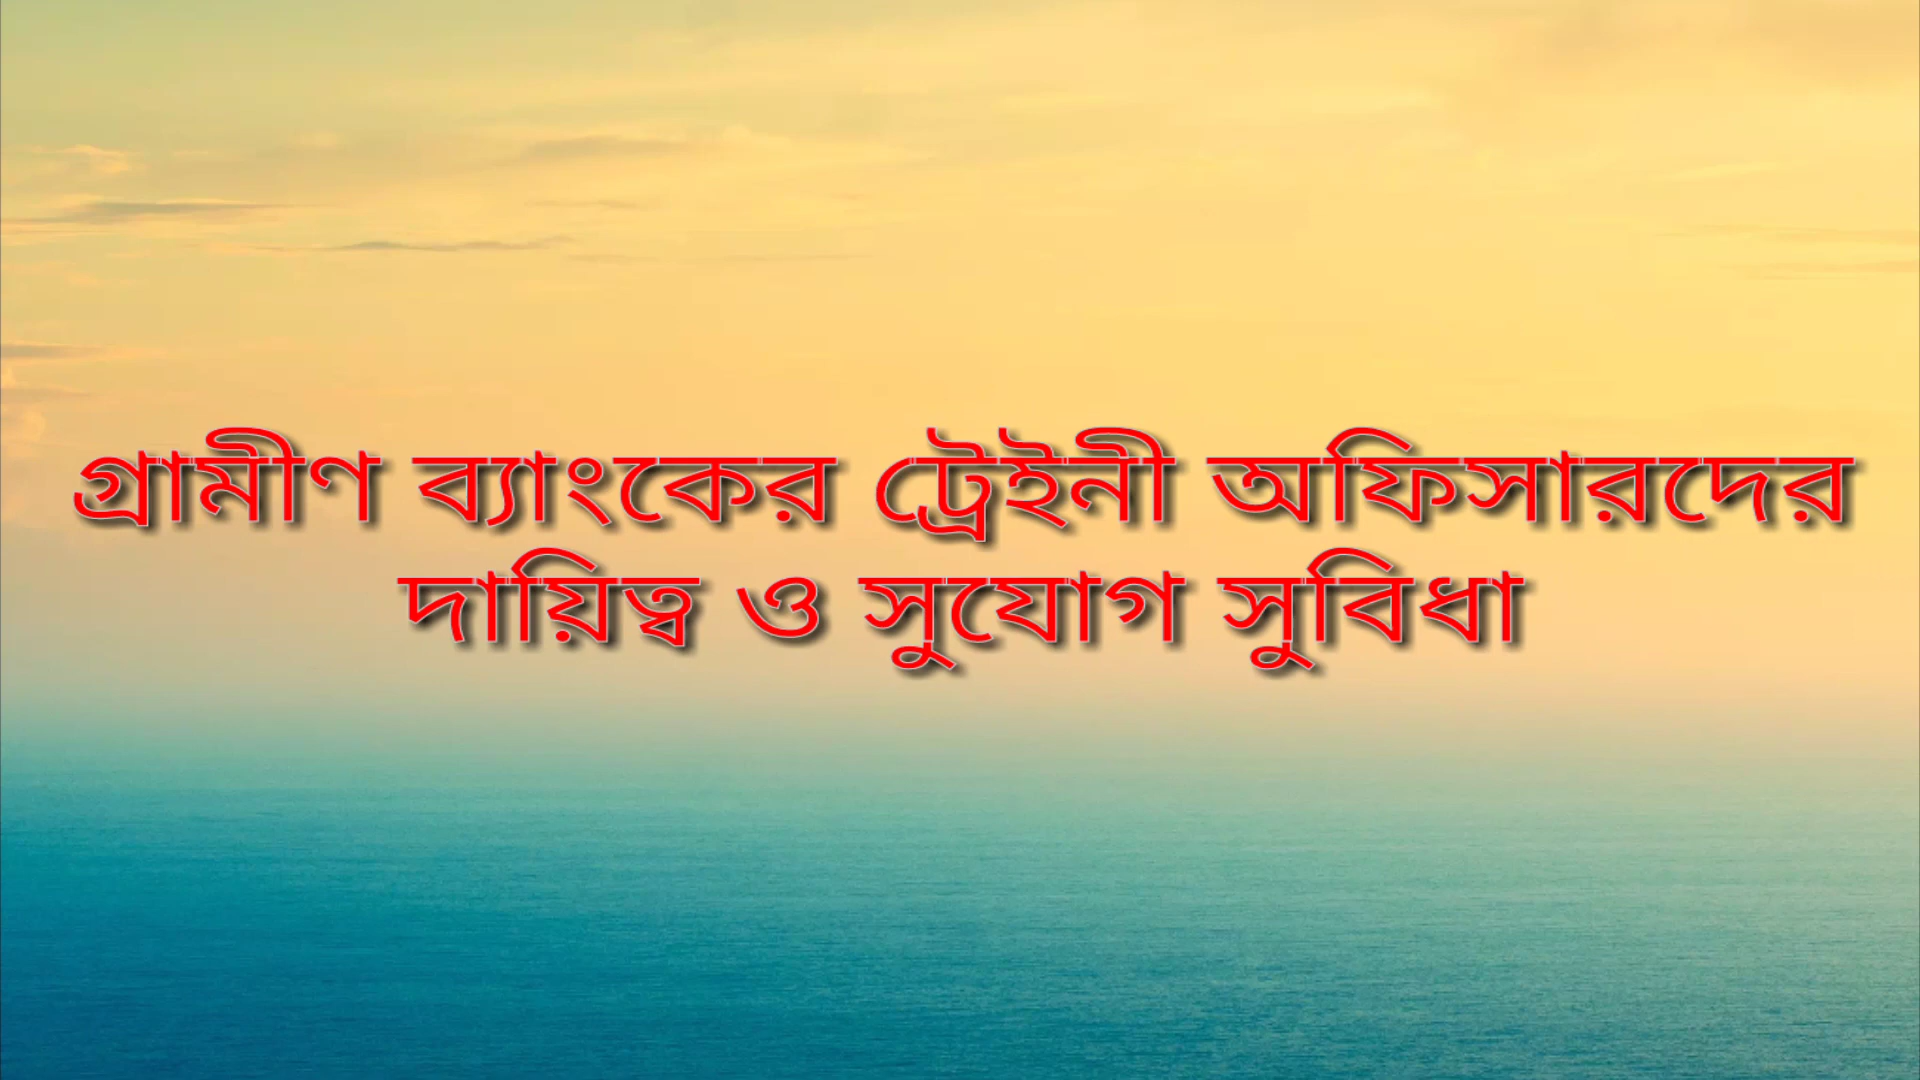 গ্রামীণ ব্যাংকের ট্রেইনী অফিসারদের
দায়িত্ব ও সুযোগ সুবিধা